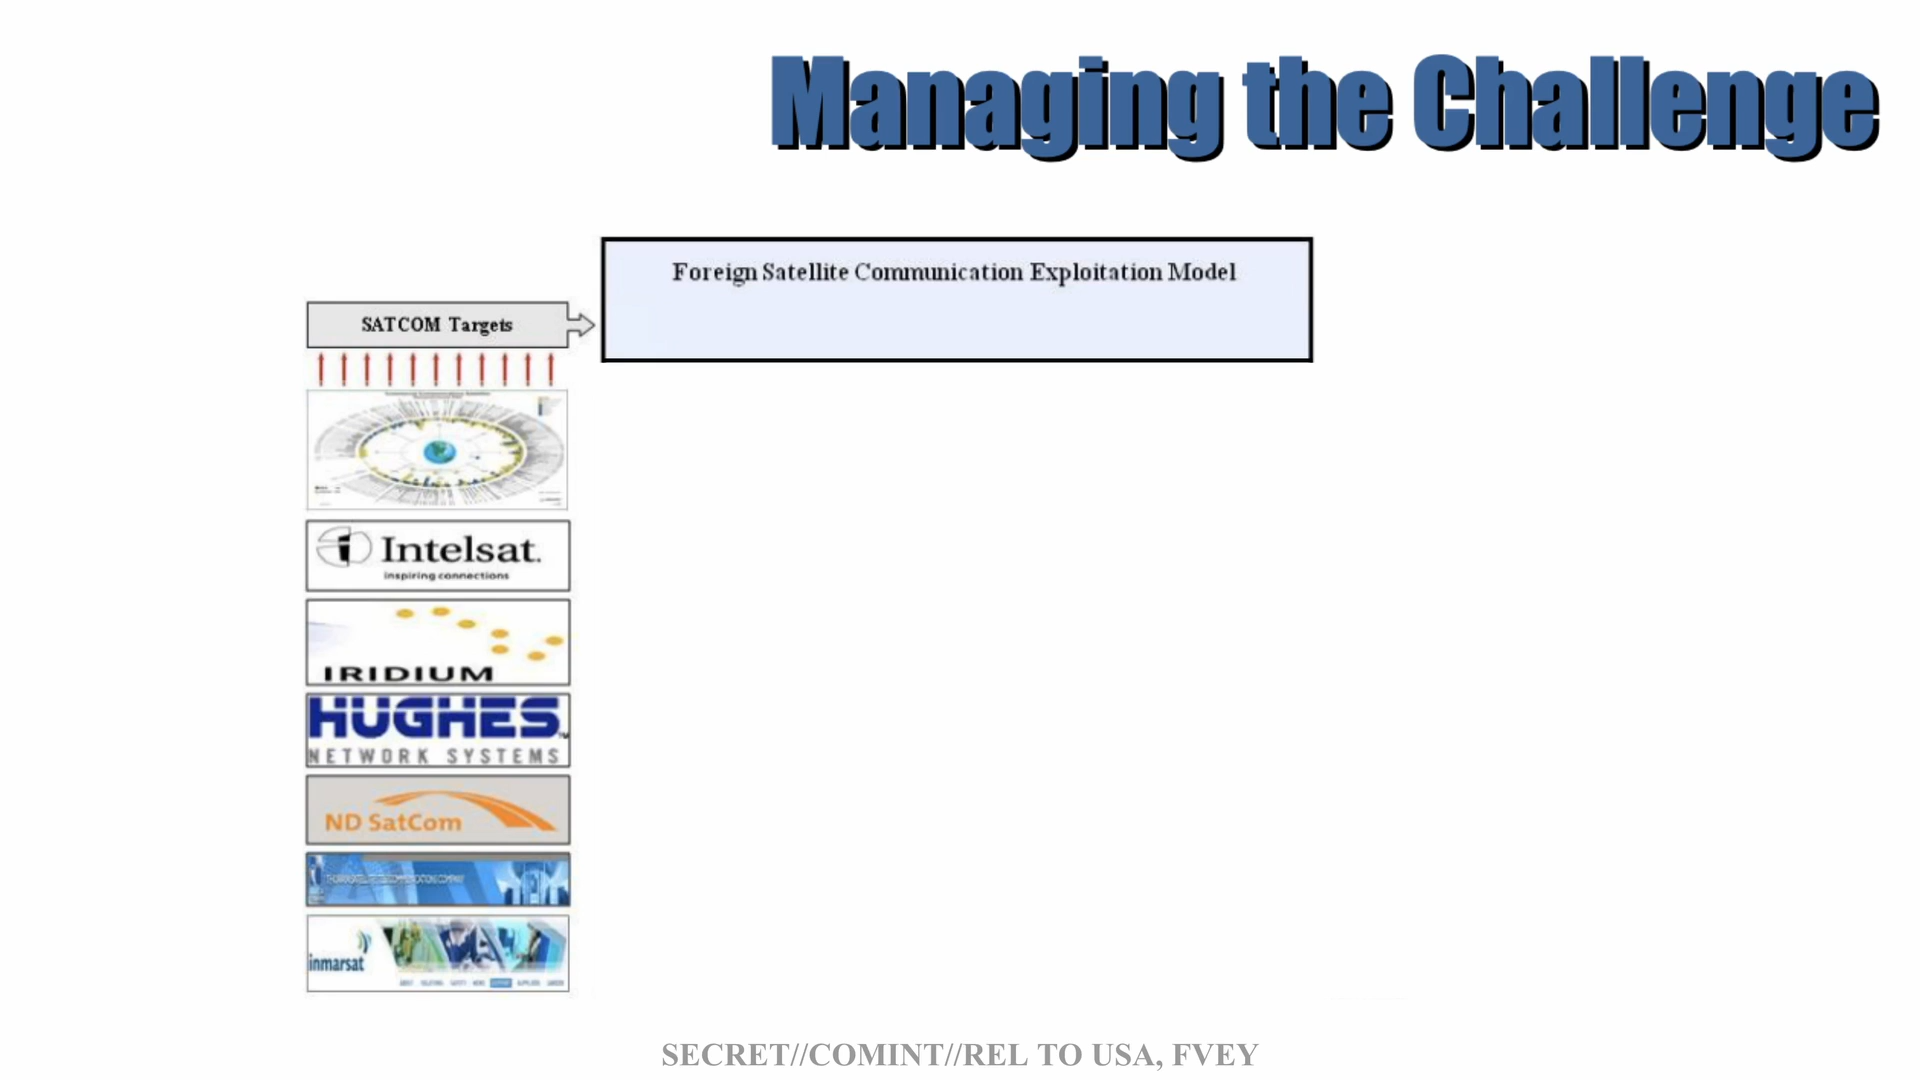 Managing the Challenge
Foreign Satellite Communication Exploitation Model
SATCOM Targets
Intelsat.
inspiring connections
IRIDIUM
HUGHES
NETWORK SYSTEMS
ND SatCom
inmarsat
SECRET//COMINT//REL TO USA, FVEY